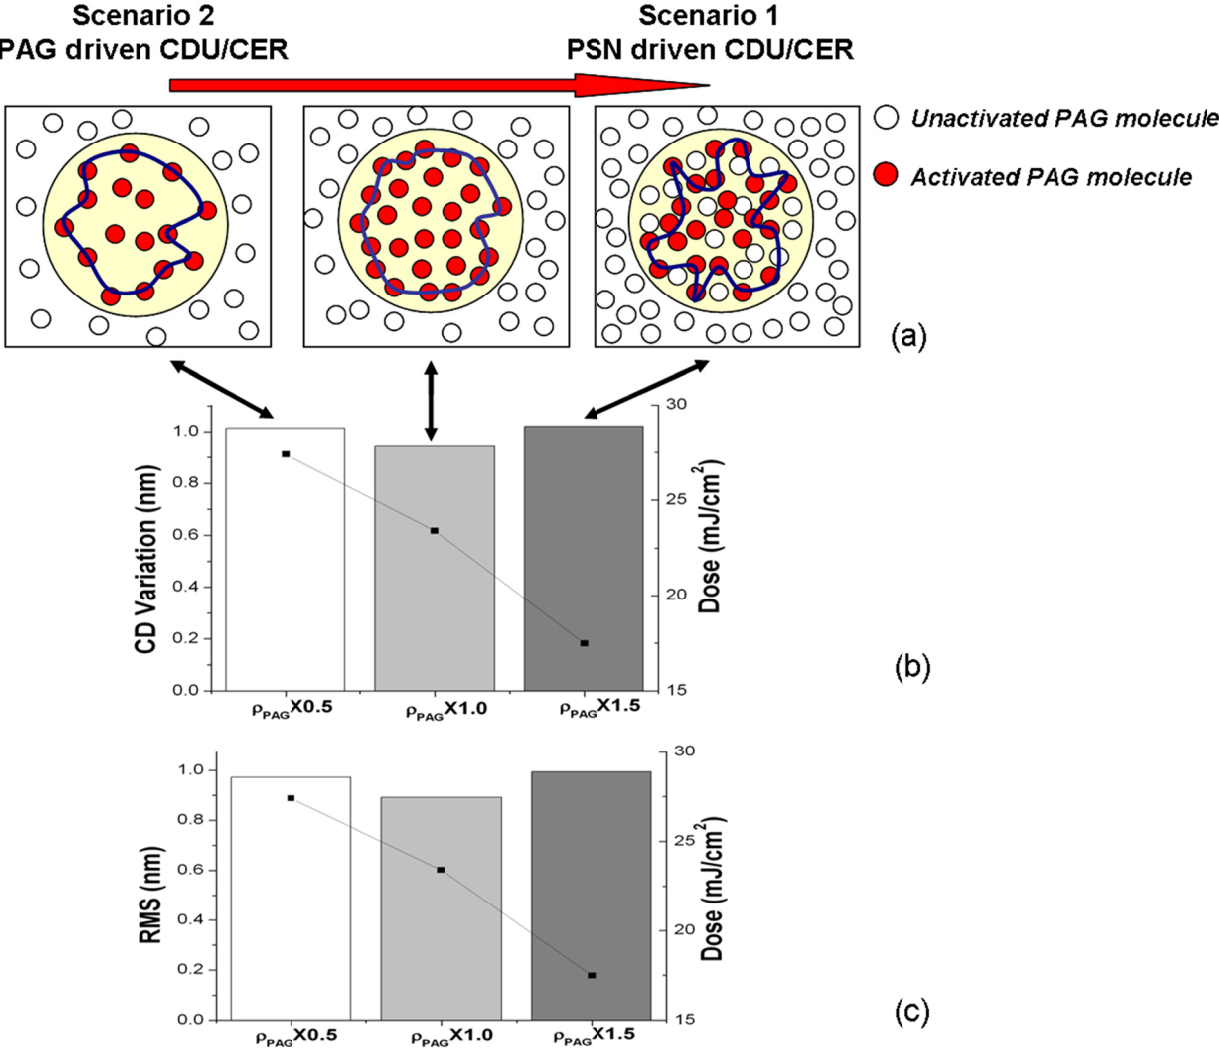 Scenario 2
PAG driven CDU/CER
Scenario 1
PSN driven CDU/CER
Unactivated PAG molecule
Activated PAG molecule
(a)
CD Variation (nm)
1.0
0.8
0.6
0.4
0.2
0.0
30
25
20
15
Dose (mJ/cm²)
ρPAGX0.5
ρPAGX1.0
ρPAGX1.5
(b)
RMS (nm)
1.0
0.8
0.6
0.4
0.2
0.0
30
25
20
15
Dose (mJ/cm²)
ρPAGX0.5
ρPAGX1.0
ρPAGX1.5
(c)